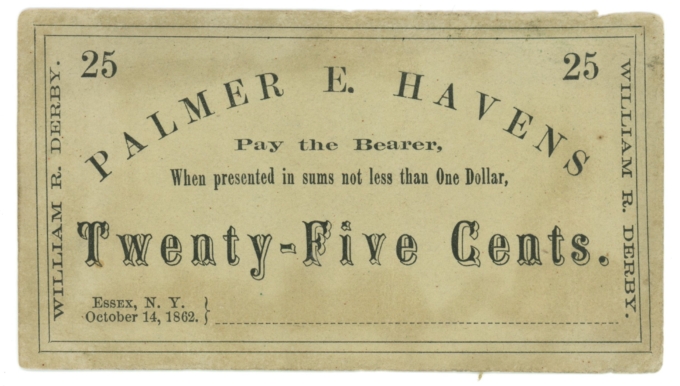 25
25
PALMER E. HAVENS
Pay the Bearer,
When presented in sums not less than One Dollar,
Twenty-Five Cents.
ESSEX, N. Y.
October 14, 1862.
WILLIAM R. DERBY.
WILLIAM R. DERBY.